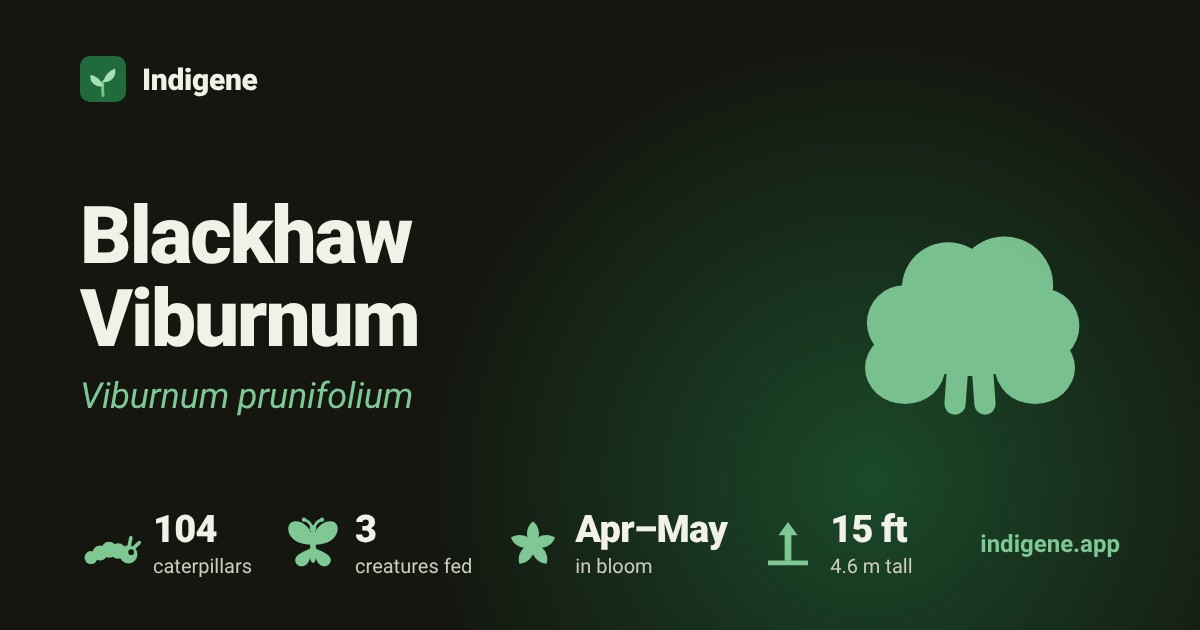 Indigene
Blackhaw
Viburnum
Viburnum prunifolium
104
caterpillars
3
creatures fed
Apr–May
in bloom
15 ft
4.6 m tall
indigene.app